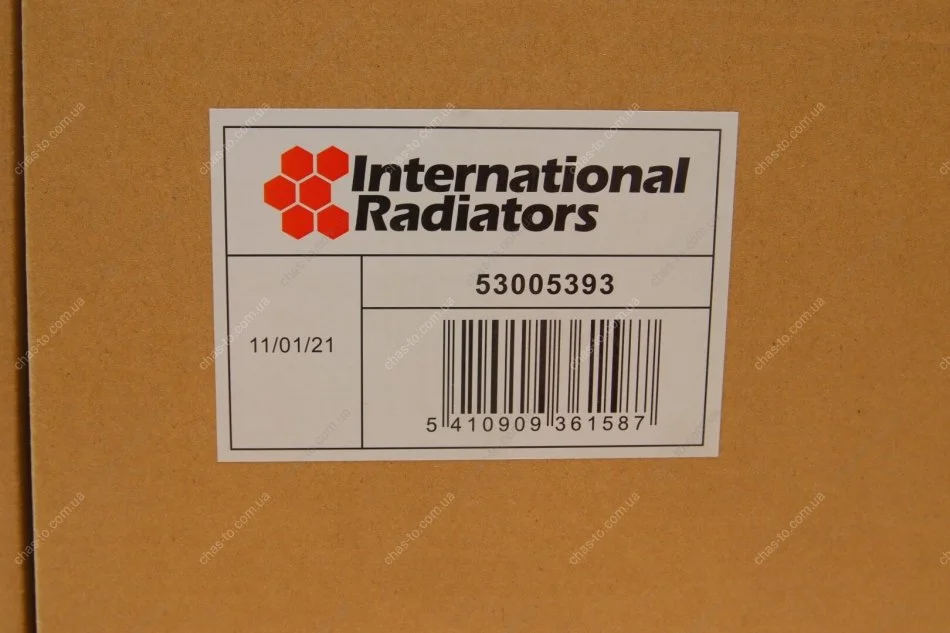 International
Radiators
53005393
11/01/21
5 410909 361587
chas-to.com.ua